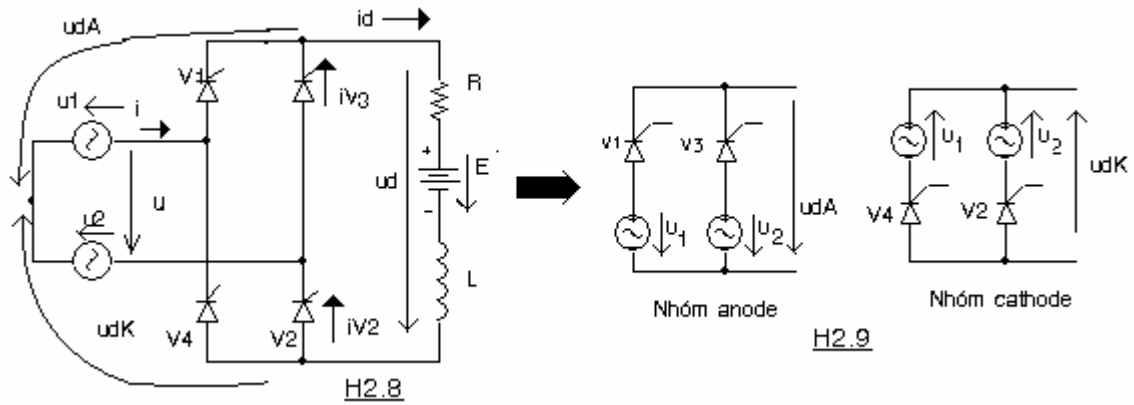 udA
id
V1
iV3
R
u1
i
+
ud
E
-
u
u2
L
udK
V4
V2
iV2
H2.8
V1
V3
udA
u1
u2
Nhóm anode
u1
u2
udK
V4
V2
Nhóm cathode
H2.9